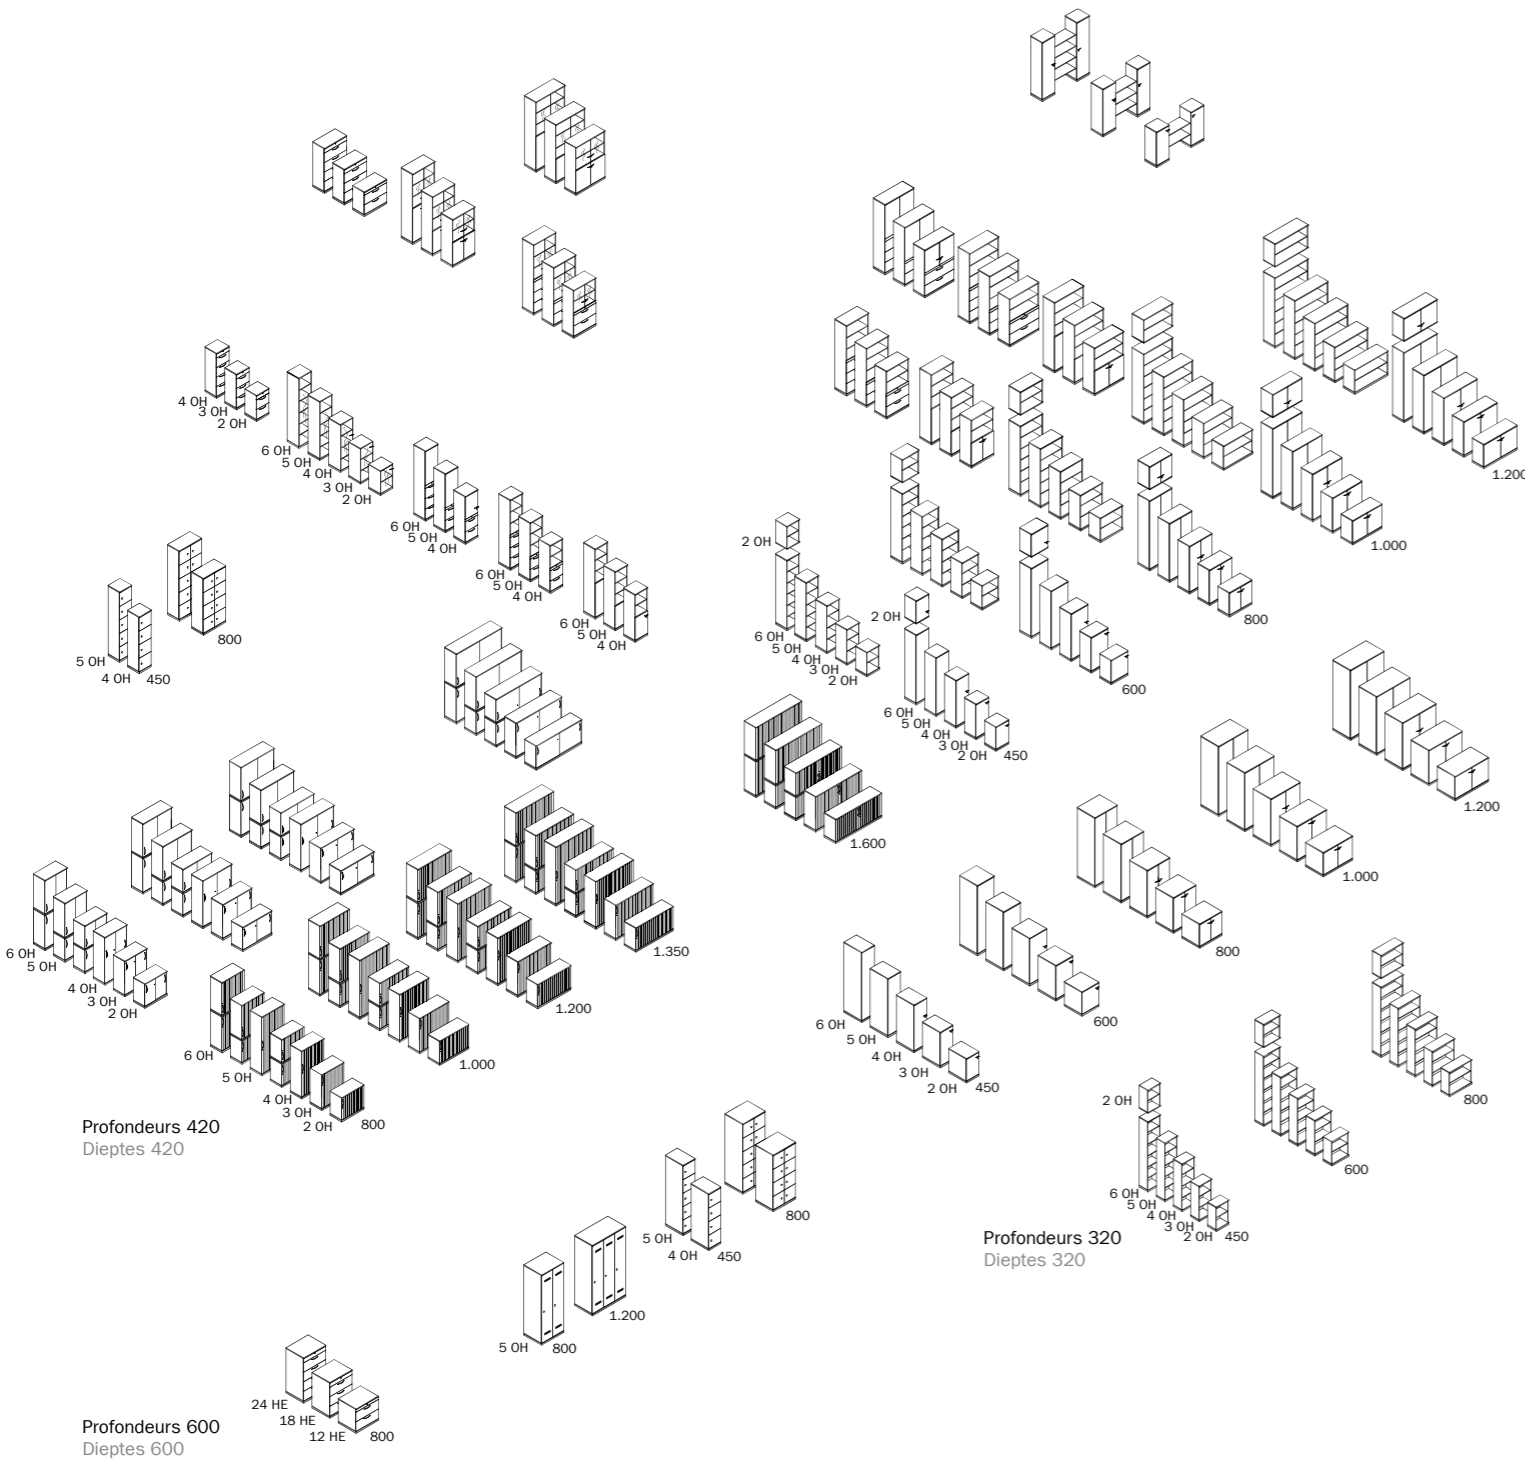 4 OH
3 OH
2 OH
6 OH
5 OH
4 OH
3 OH
2 OH
6 OH
5 OH
4 OH
6 OH
5 OH
4 OH
6 OH
5 OH
4 OH
5 OH
4 OH
450
800
1.200
1.000
800
600
2 OH
6 OH
5 OH
4 OH
3 OH
2 OH
2 OH
6 OH
5 OH
4 OH
3 OH
2 OH
450
1.600
1.200
1.000
800
600
6 OH
5 OH
4 OH
3 OH
2 OH
450
6 OH
5 OH
4 OH
3 OH
2 OH
1.350
1.200
1.000
6 OH
5 OH
4 OH
3 OH
2 OH
800
Profondeurs 420
Dieptes 420
800
600
2 OH
6 OH
5 OH
4 OH
3 OH
2 OH
450
Profondeurs 320
Dieptes 320
800
5 OH
4 OH
450
1.200
5 OH
800
24 HE
18 HE
12 HE
800
Profondeurs 600
Dieptes 600